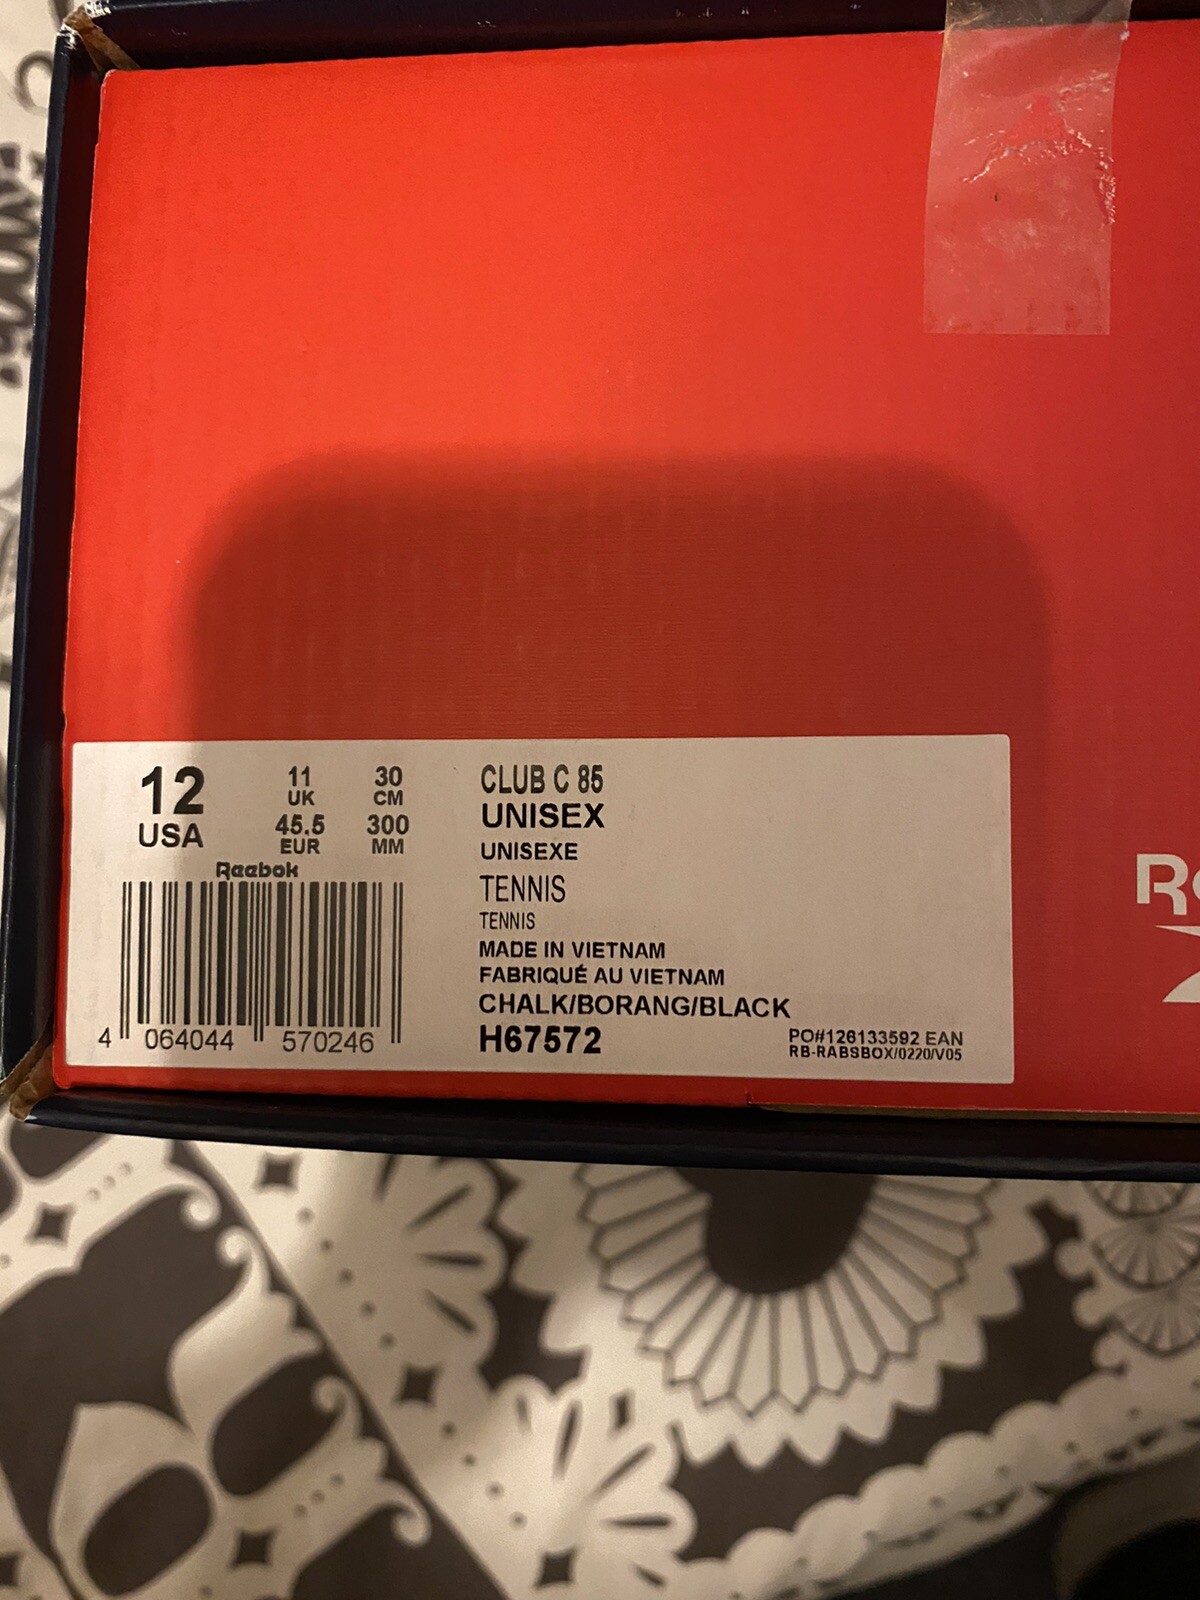 12
USA
11
UK
45.5
EUR
30
CM
300
MM
Reebok
4 064044 570246
CLUB C 85
UNISEX
UNISEXE
TENNIS
TENNIS
MADE IN VIETNAM
FABRIQUÉ AU VIETNAM
CHALK/BORANG/BLACK
H67572
PO#126133592 EAN
RB-RABSBOX/0220/V05